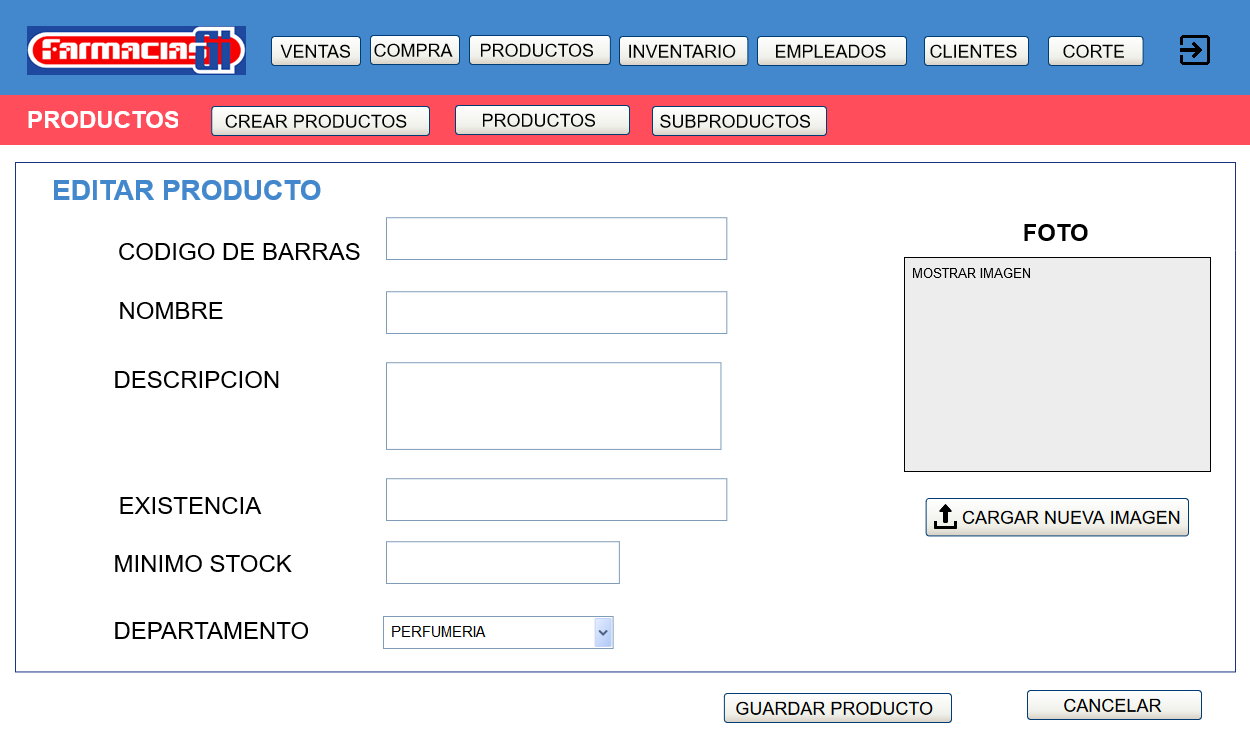 Farmacias GI
VENTAS COMPRA PRODUCTOS INVENTARIO EMPLEADOS CLIENTES CORTE
PRODUCTOS CREAR PRODUCTOS PRODUCTOS SUBPRODUCTOS
EDITAR PRODUCTO
CODIGO DE BARRAS
NOMBRE
DESCRIPCION
EXISTENCIA
MINIMO STOCK
DEPARTAMENTO PERFUMERIA
FOTO
MOSTRAR IMAGEN
CARGAR NUEVA IMAGEN
GUARDAR PRODUCTO CANCELAR